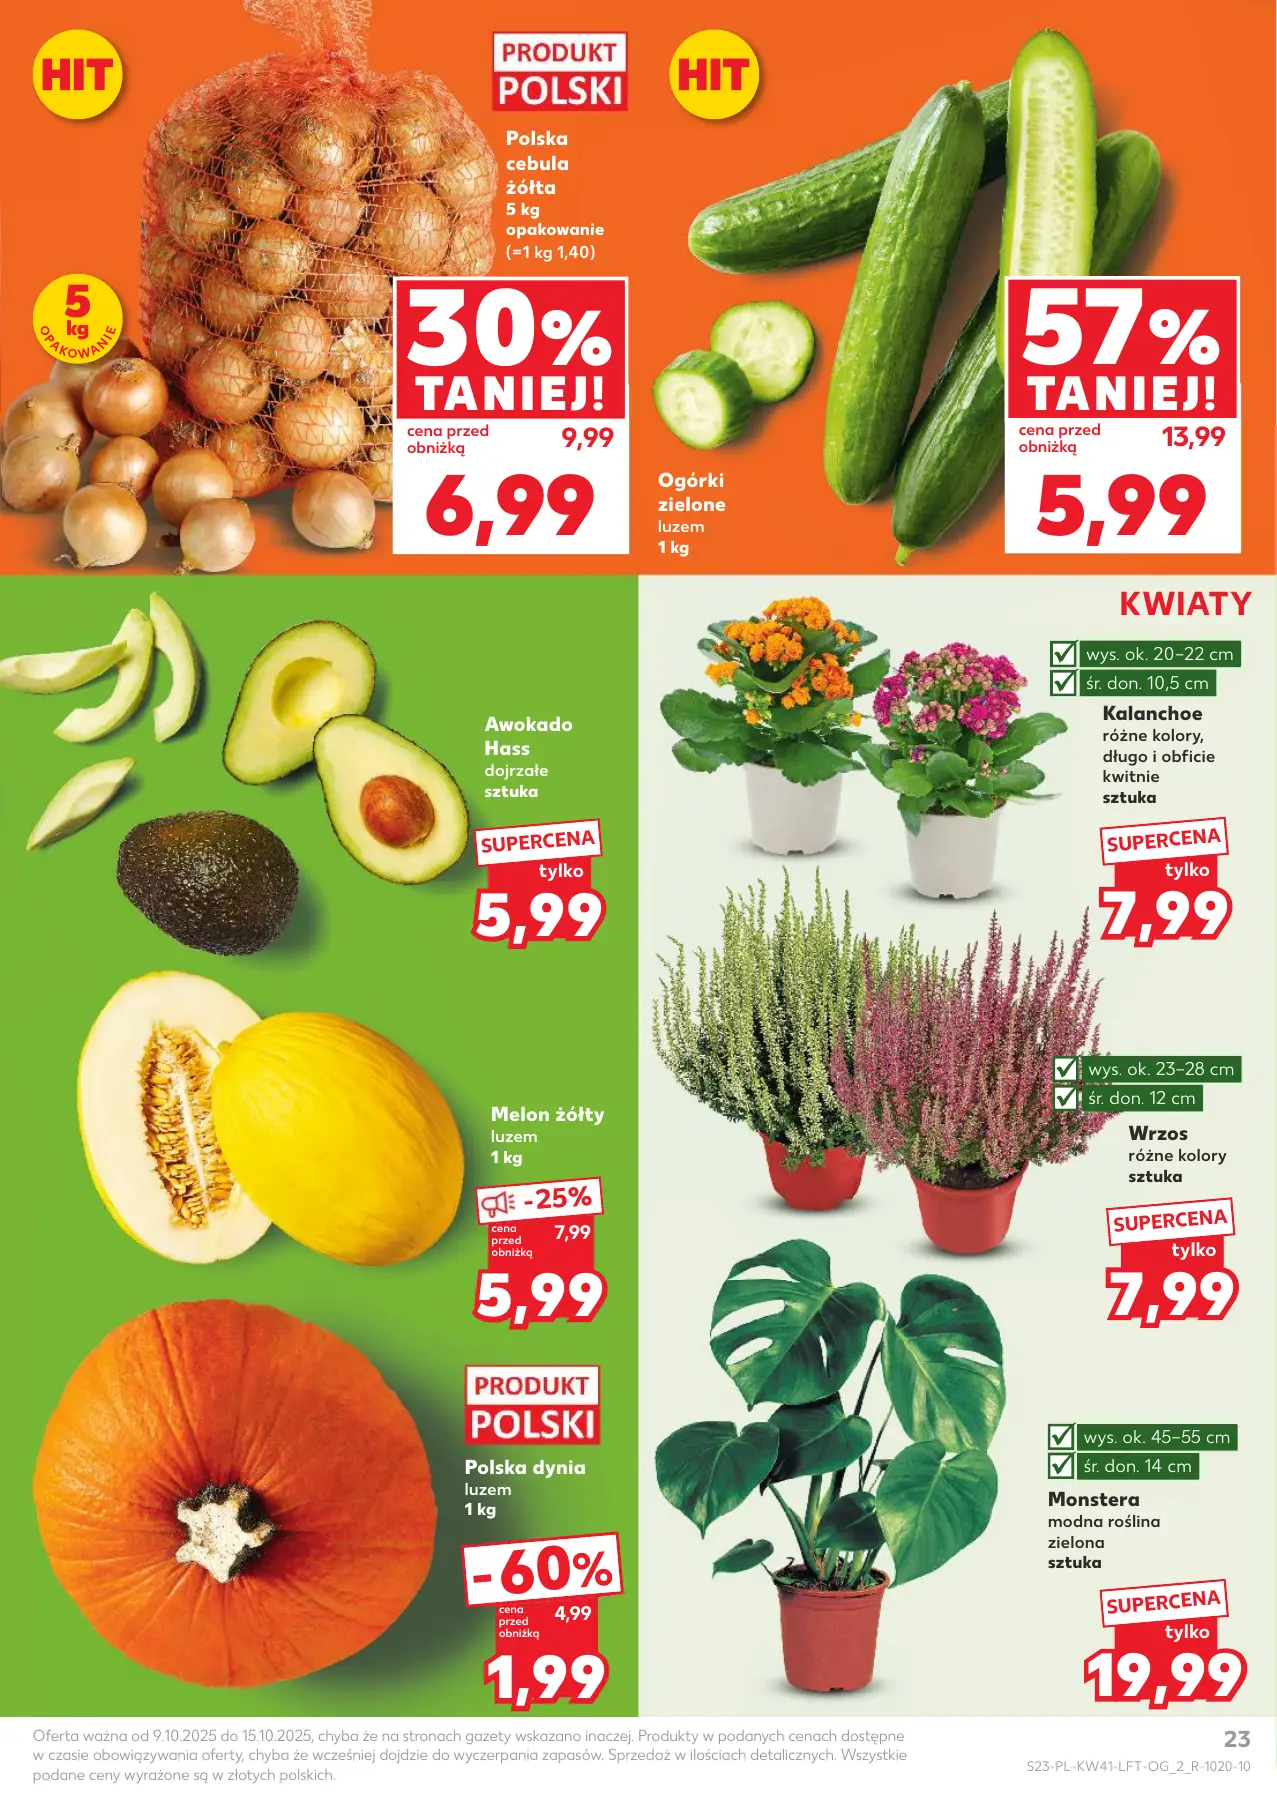 HIT
PRODUKT
POLSKI
Polska
cebula
żółta
5 kg
opakowanie
(=1 kg 1,40)
5
kg
OPAKOWANIE
30%
TANIEJ!
cena przed
obniżką
9,99
6,99
HIT
57%
TANIEJ!
cena przed
obniżką
13,99
5,99
Ogórki
zielone
luzem
1 kg
Awokado
Hass
dojrzałe
sztuka
SUPERCENA
tylko
5,99
Melon żółty
luzem
1 kg
-25%
cena
przed
obniżką
7,99
5,99
PRODUKT
POLSKI
Polska dynia
luzem
1 kg
-60%
cena
przed
obniżką
4,99
1,99
KWIATY
wys. ok. 20–22 cm
śr. don. 10,5 cm
Kalanchoe
różne kolory,
długo i obficie
kwitnie
sztuka
SUPERCENA
tylko
7,99
wys. ok. 23–28 cm
śr. don. 12 cm
Wrzos
różne kolory
sztuka
SUPERCENA
tylko
7,99
wys. ok. 45–55 cm
śr. don. 14 cm
Monstera
modna roślina
zielona
sztuka
SUPERCENA
tylko
19,99
Oferta ważna od 9.10.2025 do 15.10.2025, chyba że na stronach gazety wskazano inaczej. Produkty w podanych cenach dostępne
w czasie obowiązywania oferty, chyba że wcześniej dojdzie do wyczerpania zapasów. Sprzedaż w ilościach detalicznych. Wszystkie
podane ceny wyrażone są w złotych polskich.
23
S23-PL-KW41-LFT-OG_2_R-1020-10